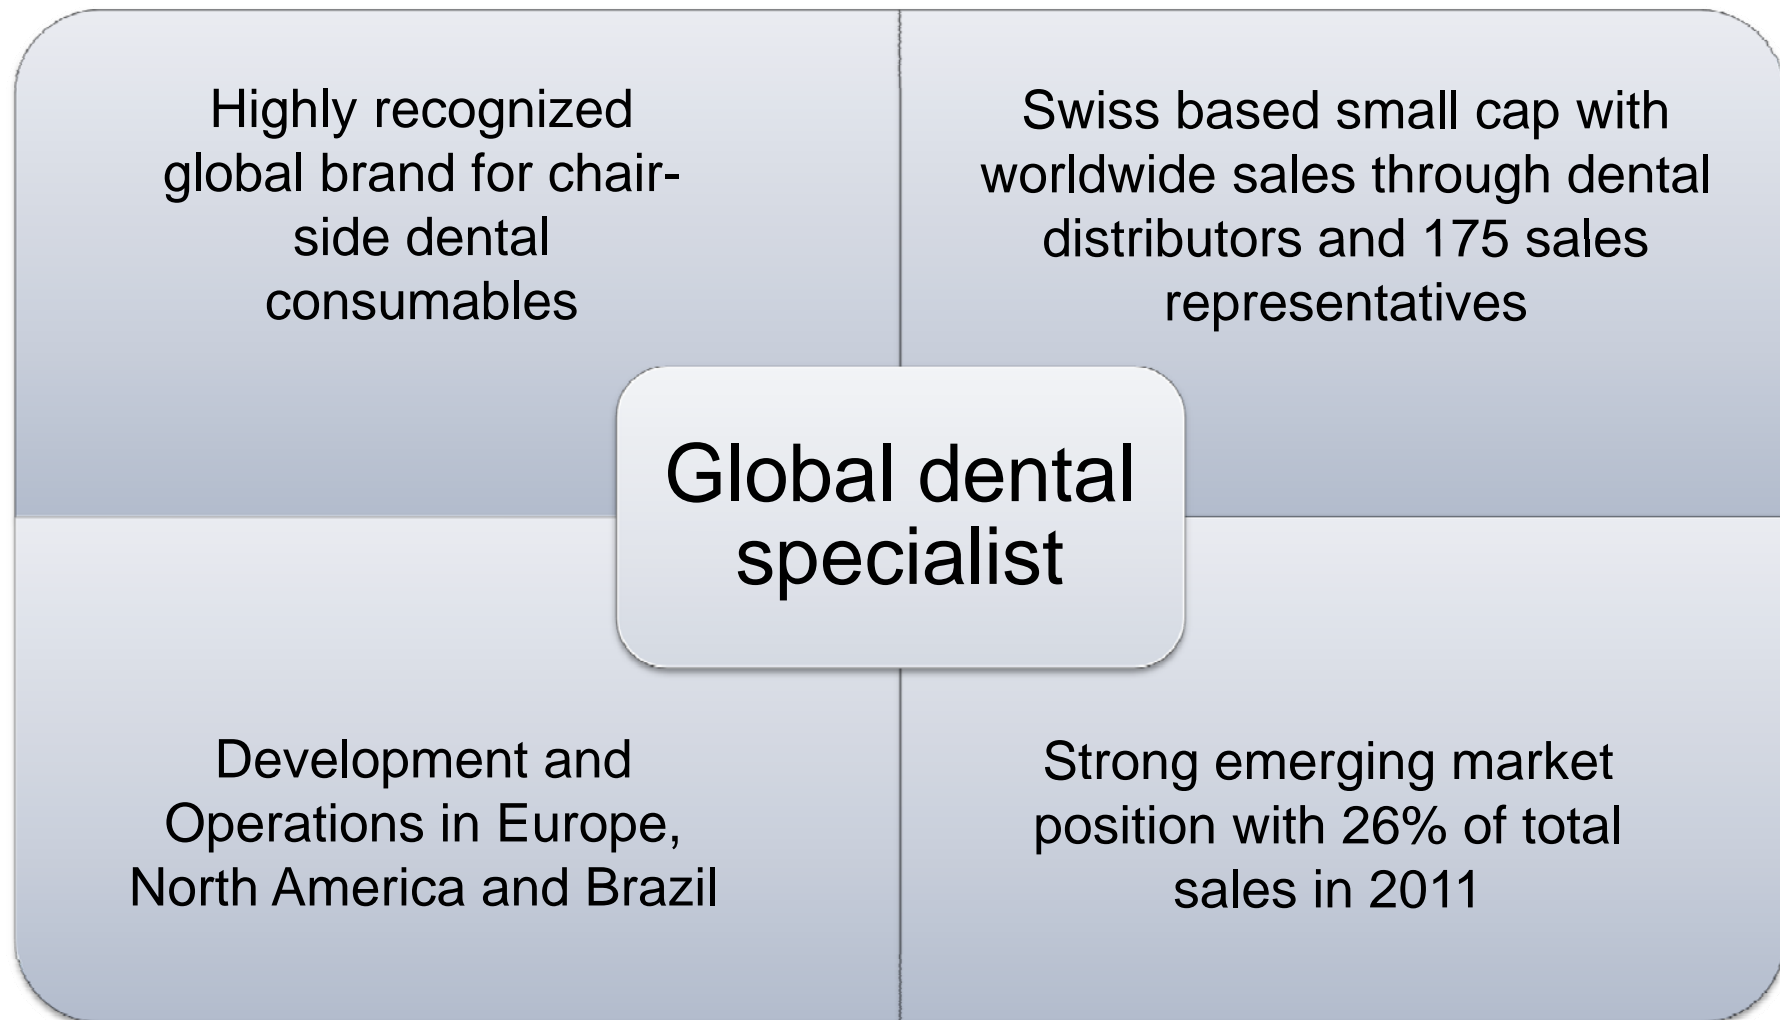 Highly recognized
global brand for chair-
side dental
consumables
Swiss based small cap with
worldwide sales through dental
distributors and 175 sales
representatives
Global dental
specialist
Development and
Operations in Europe,
North America and Brazil
Strong emerging market
position with 26% of total
sales in 2011